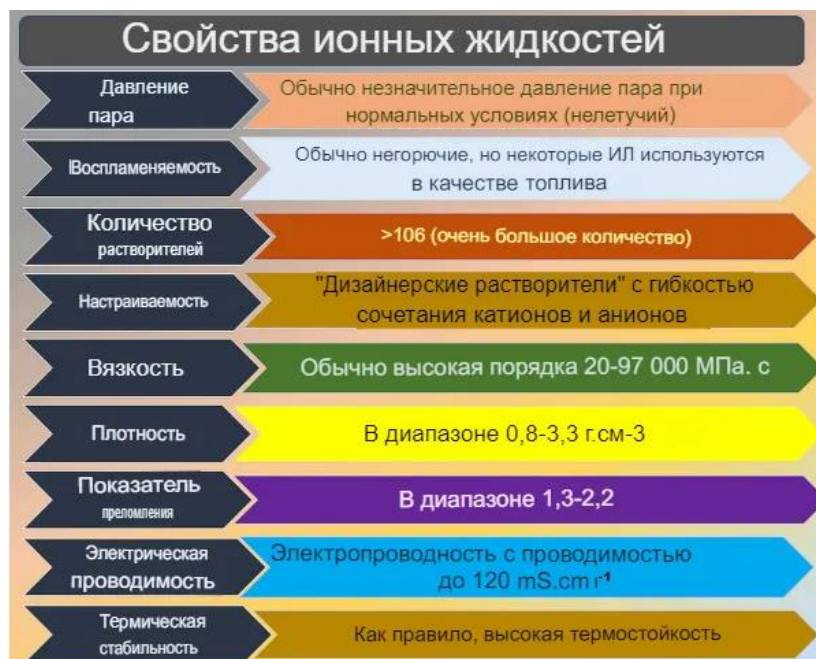 Свойства ионных жидкостей
Давление
пара
Обычно незначительное давление пара при
нормальных условиях (нелетучий)
Воспламеняемость
Обычно негорючие, но некоторые ИЛ используются
в качестве топлива
Количество
растворителей
>106 (очень большое количество)
Настраиваемость
"Дизайнерские растворители" с гибкостью
сочетания катионов и анионов
Вязкость
Обычно высокая порядка 20-97 000 МПа. с
Плотность
В диапазоне 0,8-3,3 г.см-3
Показатель
преломления
В диапазоне 1,3-2,2
Электрическая
проводимость
Электропроводность с проводимостью
до 120 mS.cm г¹
Термическая
стабильность
Как правило, высокая термостойкость